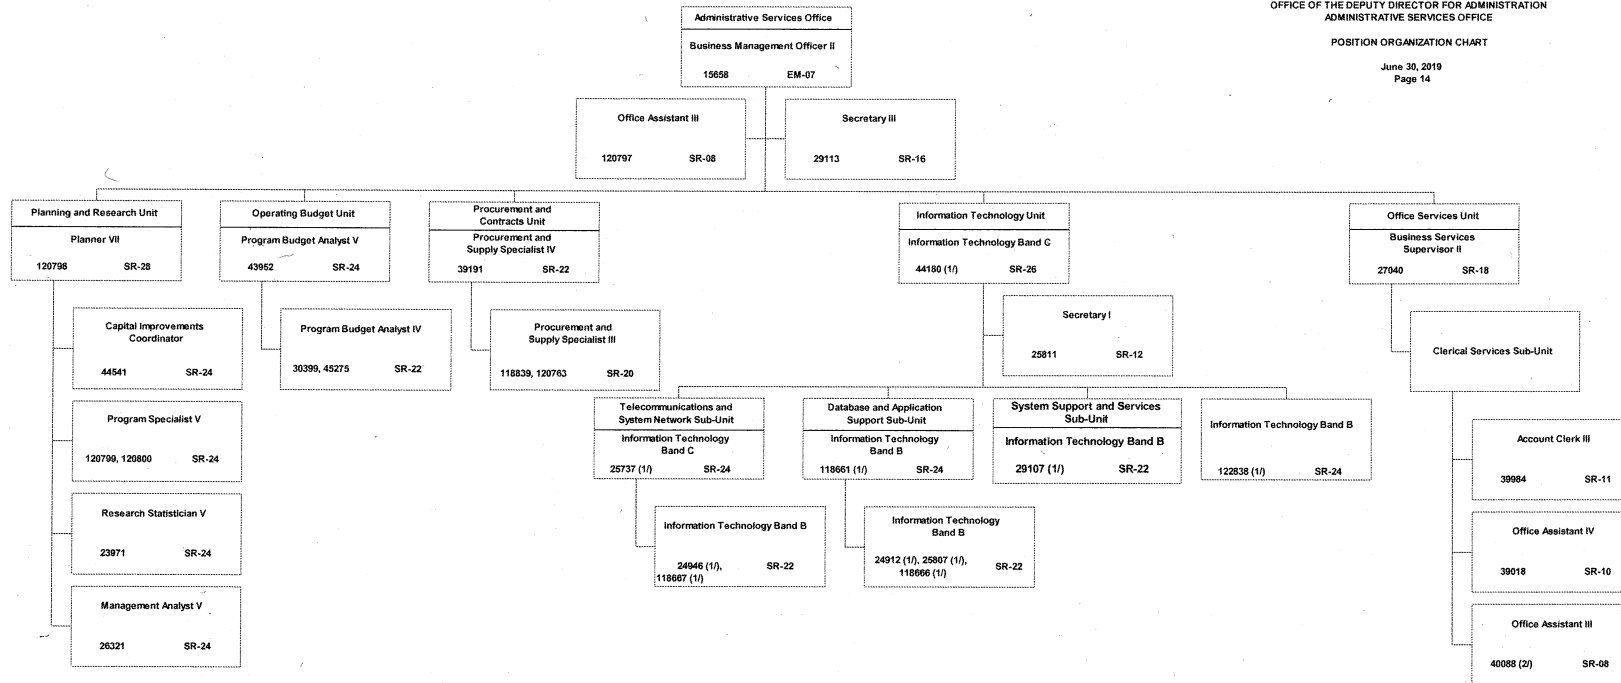 OFFICE OF THE DEPUTY DIRECTOR FOR ADMINISTRATION
ADMINISTRATIVE SERVICES OFFICE
POSITION ORGANIZATION CHART
June 30, 2019
Page 14
Administrative Services Office
Business Management Officer II
15658 EM-07
Office Assistant III
120797 SR-08
Secretary III
29113 SR-16
Planning and Research Unit
Planner VII
120798 SR-28
Operating Budget Unit
Program Budget Analyst V
43952 SR-24
Procurement and
Contracts Unit
Procurement and
Supply Specialist IV
39191 SR-22
Information Technology Unit
Information Technology Band C
44180 (1/) SR-26
Office Services Unit
Business Services
Supervisor II
27040 SR-18
Capital Improvements
Coordinator
44541 SR-24
Program Budget Analyst IV
30399, 45275 SR-22
Procurement and
Supply Specialist III
118839, 120763 SR-20
Secretary I
25811 SR-12
Clerical Services Sub-Unit
Program Specialist V
120799, 120800 SR-24
Research Statistician V
23971 SR-24
Management Analyst V
26321 SR-24
Telecommunications and
System Network Sub-Unit
Information Technology
Band C
25737 (1/) SR-24
Database and Application
Support Sub-Unit
Information Technology
Band B
118661 (1/) SR-24
System Support and Services
Sub-Unit
Information Technology Band B
29107 (1/) SR-22
Information Technology Band B
122838 (1/) SR-24
Information Technology Band B
24946 (1/), SR-22
118667 (1/)
Information Technology
Band B
24912 (1/), 25807 (1/), SR-22
118666 (1/)
Account Clerk III
39984 SR-11
Office Assistant IV
39018 SR-10
Office Assistant III
40088 (2/) SR-08